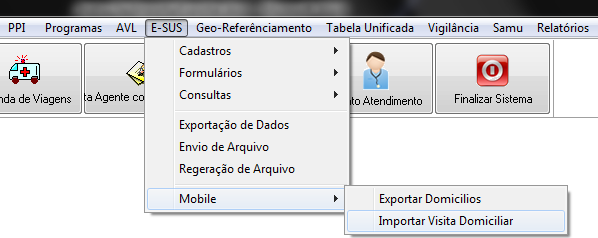 PPI Programas AVL E-SUS Geo-Referênciamento Tabela Unificada Vigilância Samu Relatórios
Cadastros
Formulários
Consultas
nda de Viagens
ta Agente co
to Atendimento
Finalizar Sistema
Exportação de Dados
Envio de Arquivo
Regeração de Arquivo
Mobile
Exportar Domicilios
Importar Visita Domiciliar